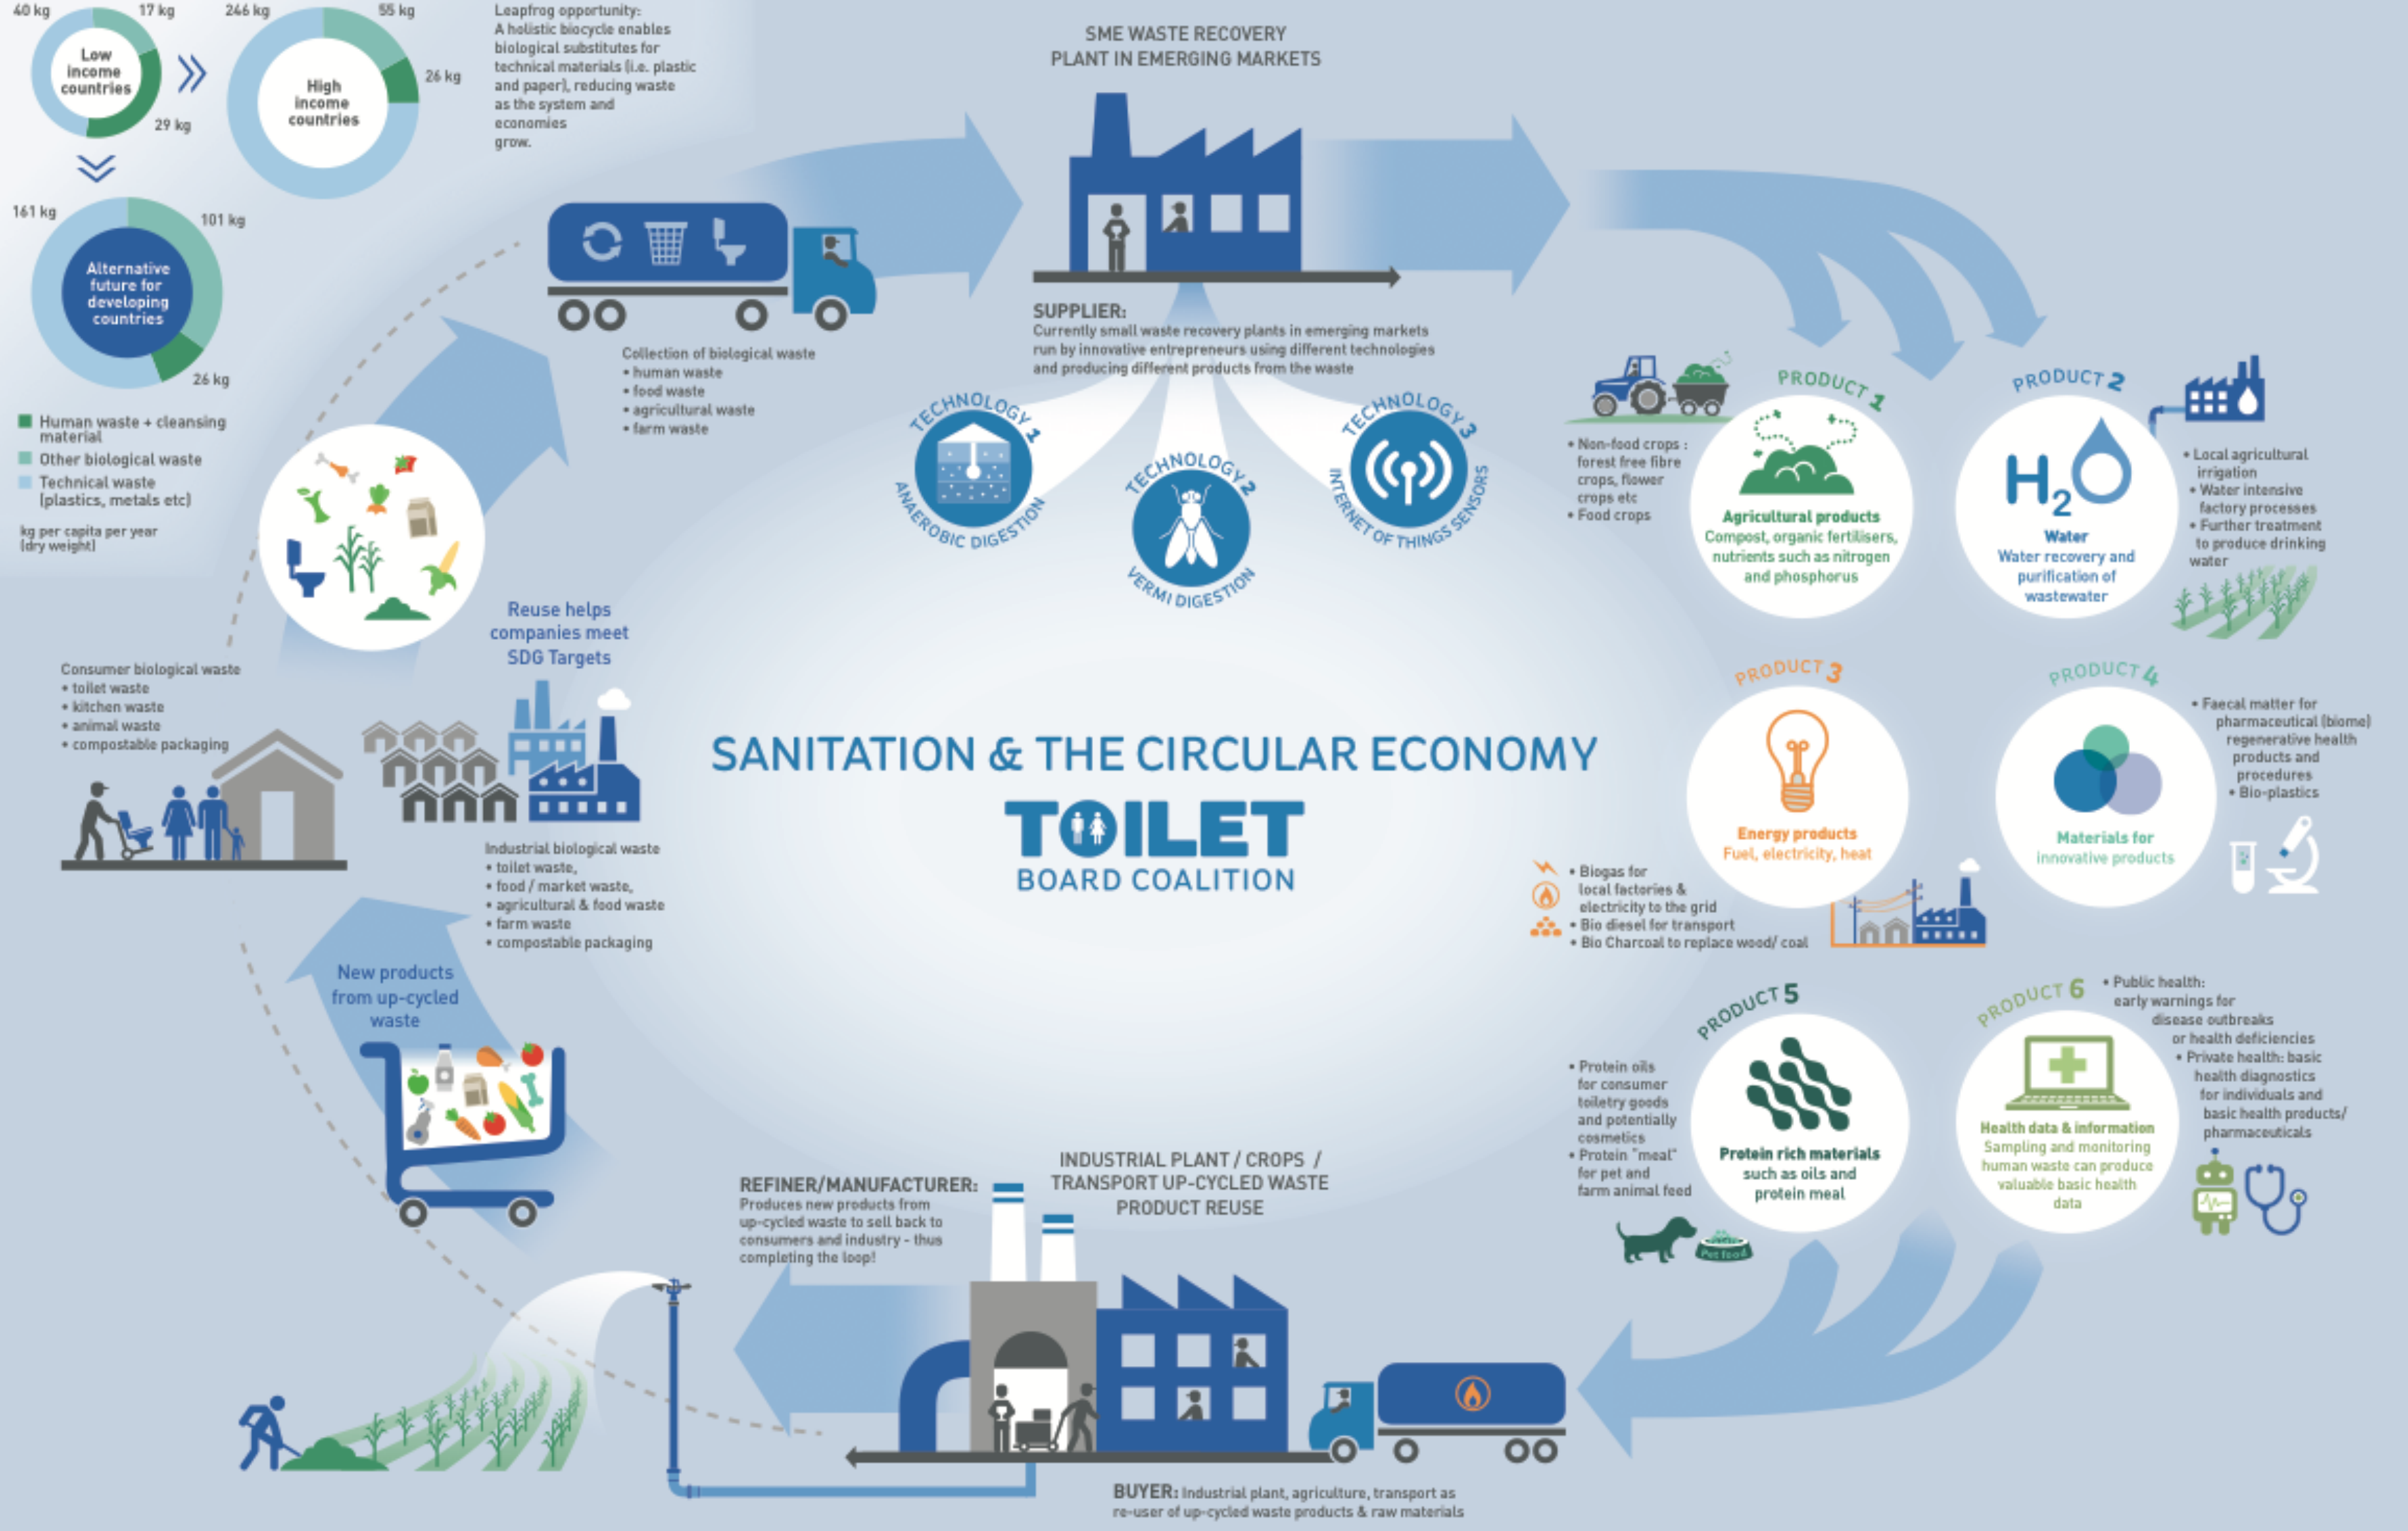 40 kg
17 kg
Low
income
countries
29 kg
246 kg
55 kg
High
income
countries
26 kg
Leapfrog opportunity:
A holistic biocycle enables
biological substitutes for
technical materials (i.e. plastic
and paper), reducing waste
as the system and
economies
grow.
161 kg
101 kg
Alternative
future for
developing
countries
26 kg
Human waste + cleansing
material
Other biological waste
Technical waste
(plastics, metals etc)
kg per capita per year
(dry weight)
Collection of biological waste
• human waste
• food waste
• agricultural waste
• farm waste
SME WASTE RECOVERY
PLANT IN EMERGING MARKETS
SUPPLIER:
Currently small waste recovery plants in emerging markets
run by innovative entrepreneurs using different technologies
and producing different products from the waste
TECHNOLOGY 1
ANAEROBIC DIGESTION
TECHNOLOGY 2
VERMI DIGESTION
TECHNOLOGY 3
INTERNET OF THINGS SENSORS
PRODUCT 1
• Non-food crops :
forest free fibre
crops, flower
crops etc
• Food crops
Agricultural products
Compost, organic fertilisers,
nutrients such as nitrogen
and phosphorus
PRODUCT 2
H2O
Water
Water recovery and
purification of
wastewater
• Local agricultural
irrigation
• Water intensive
factory processes
• Further treatment
to produce drinking
water
Consumer biological waste
• toilet waste
• kitchen waste
• animal waste
• compostable packaging
Reuse helps
companies meet
SDG Targets
Industrial biological waste
• toilet waste,
• food / market waste,
• agricultural & food waste
• farm waste
• compostable packaging
SANITATION & THE CIRCULAR ECONOMY
TOILET
BOARD COALITION
PRODUCT 3
Energy products
Fuel, electricity, heat
• Biogas for
local factories &
electricity to the grid
• Bio diesel for transport
• Bio Charcoal to replace wood/ coal
PRODUCT 4
Materials for
innovative products
• Faecal matter for
pharmaceutical (biome)
regenerative health
products and
procedures
• Bio-plastics
New products
from up-cycled
waste
PRODUCT 5
• Protein oils
for consumer
toiletry goods
and potentially
cosmetics
• Protein "meal"
for pet and
farm animal feed
Protein rich materials
such as oils and
protein meal
Pet food
PRODUCT 6
Health data & information
Sampling and monitoring
human waste can produce
valuable basic health
data
• Public health:
early warnings for
disease outbreaks
or health deficiencies
• Private health: basic
health diagnostics
for individuals and
basic health products/
pharmaceuticals
REFINER/MANUFACTURER:
Produces new products from
up-cycled waste to sell back to
consumers and industry - thus
completing the loop!
INDUSTRIAL PLANT / CROPS /
TRANSPORT UP-CYCLED WASTE
PRODUCT REUSE
BUYER: Industrial plant, agriculture, transport as
re-user of up-cycled waste products & raw materials